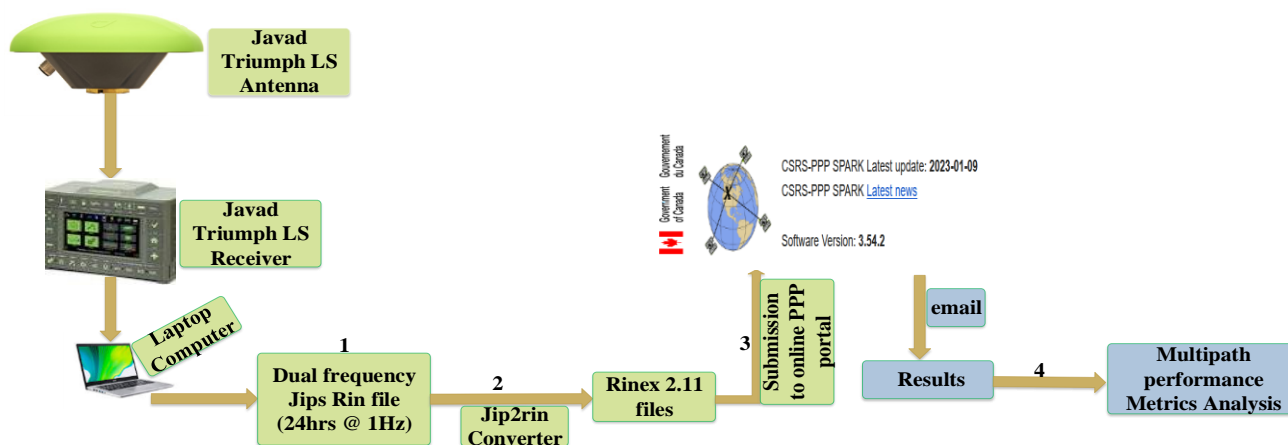 Javad
Triumph LS
Antenna
Javad
Triumph LS
Receiver
Laptop
Computer
1
Dual frequency
Jips Rin file
(24hrs @ 1Hz)
2
Jip2rin
Converter
Rinex 2.11
files
3
Submission
to online PPP
portal
Government
of Canada
Gouvernement
du Canada
CSRS-PPP SPARK Latest update: 2023-01-09
CSRS-PPP SPARK Latest news
Software Version: 3.54.2
email
Results
4
Multipath
performance
Metrics Analysis